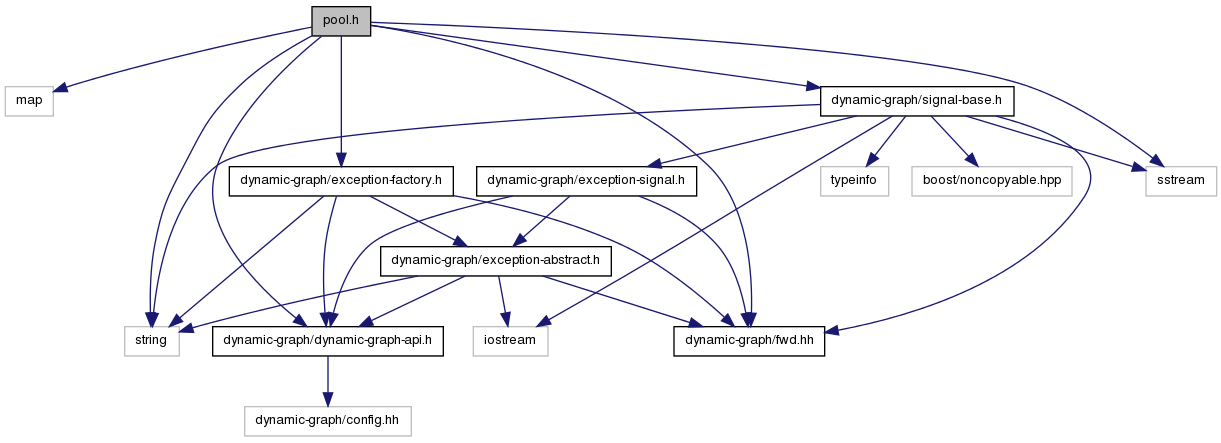 pool.h
map
dynamic-graph/signal-base.h
dynamic-graph/exception-factory.h
dynamic-graph/exception-signal.h
typeinfo
boost/noncopyable.hpp
sstream
dynamic-graph/exception-abstract.h
string
dynamic-graph/dynamic-graph-api.h
iostream
dynamic-graph/fwd.hh
dynamic-graph/config.hh